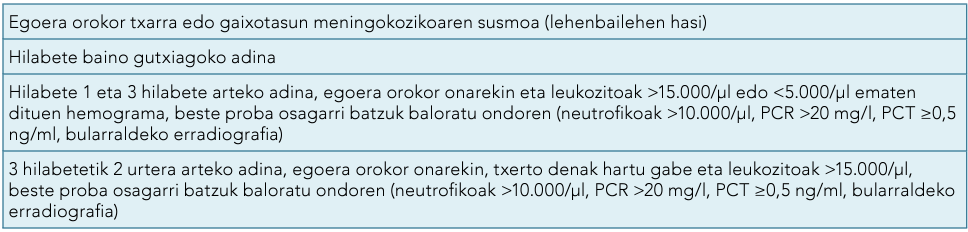 Egoera orokor txarra edo gaixotasun meningokozikoaren susmoa (lehenbailehen hasi)
Hilabete baino gutxiagoko adina
Hilabete 1 eta 3 hilabete arteko adina, egoera orokor onarekin eta leukozitoak >15.000/µl edo <5.000/µl ematen
dituen hemograma, beste proba osagarri batzuk baloratu ondoren (neutrofikoak >10.000/µl, PCR >20 mg/l, PCT ≥0,5
ng/ml, bularraldeko erradiografia)
3 hilabetetik 2 urtera arteko adina, egoera orokor onarekin, txerto denak hartu gabe eta leukozitoak >15.000/µl,
beste proba osagarri batzuk baloratu ondoren (neutrofikoak >10.000/µl, PCR >20 mg/l, PCT ≥0,5 ng/ml, bularraldeko
erradiografia)